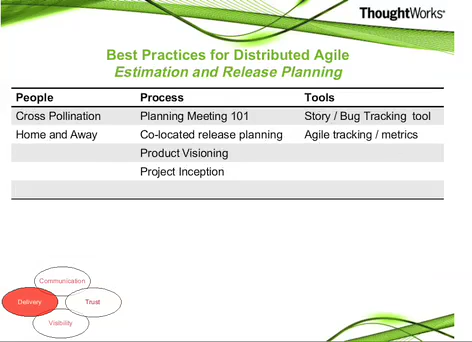 ThoughtWorks®
Best Practices for Distributed Agile
Estimation and Release Planning
People Process Tools
Cross Pollination Planning Meeting 101 Story / Bug Tracking tool
Home and Away Co-located release planning Agile tracking / metrics
Product Visioning
Project Inception
Communication
Delivery Trust
Visibility